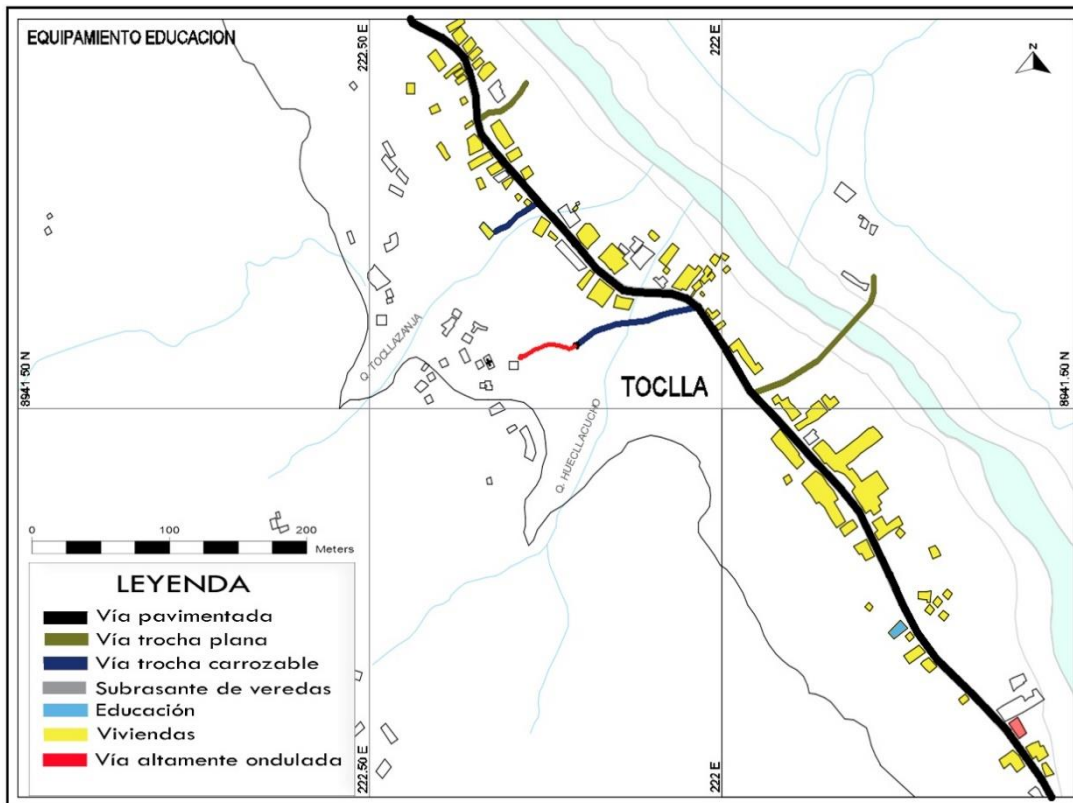 EQUIPAMIENTO EDUCACION
222.50 E
222 E
N
8941.50 N
8941.50 N
Q. TOCLLAZANJA
TOCLLA
Q. HUECLLACUCHO
0 100 200
Meters
LEYENDA
Vía pavimentada
Vía trocha plana
Vía trocha carrozable
Subrasante de veredas
Educación
Viviendas
Vía altamente ondulada
222.50 E
222 E